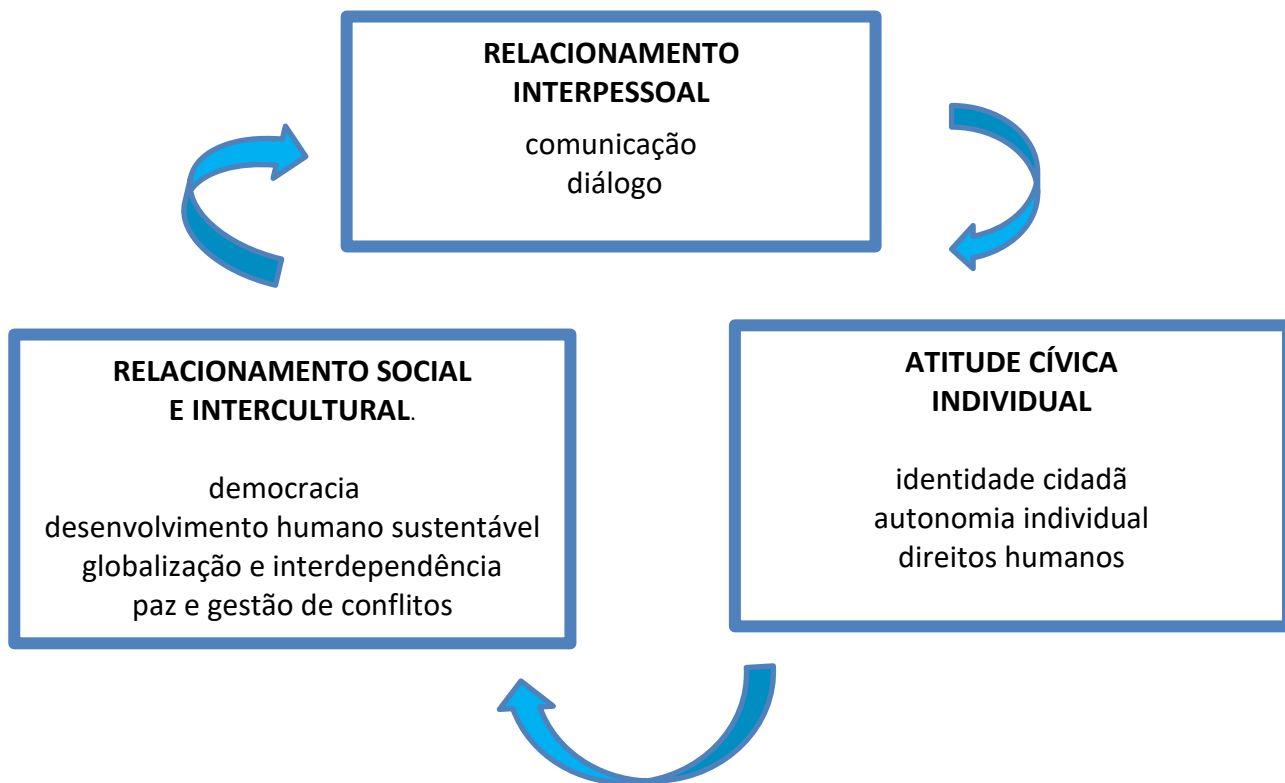 RELACIONAMENTO
INTERPESSOAL
comunicação
diálogo
RELACIONAMENTO SOCIAL
E INTERCULTURAL.
democracia
desenvolvimento humano sustentável
globalização e interdependência
paz e gestão de conflitos
ATITUDE CÍVICA
INDIVIDUAL
identidade cidadã
autonomia individual
direitos humanos